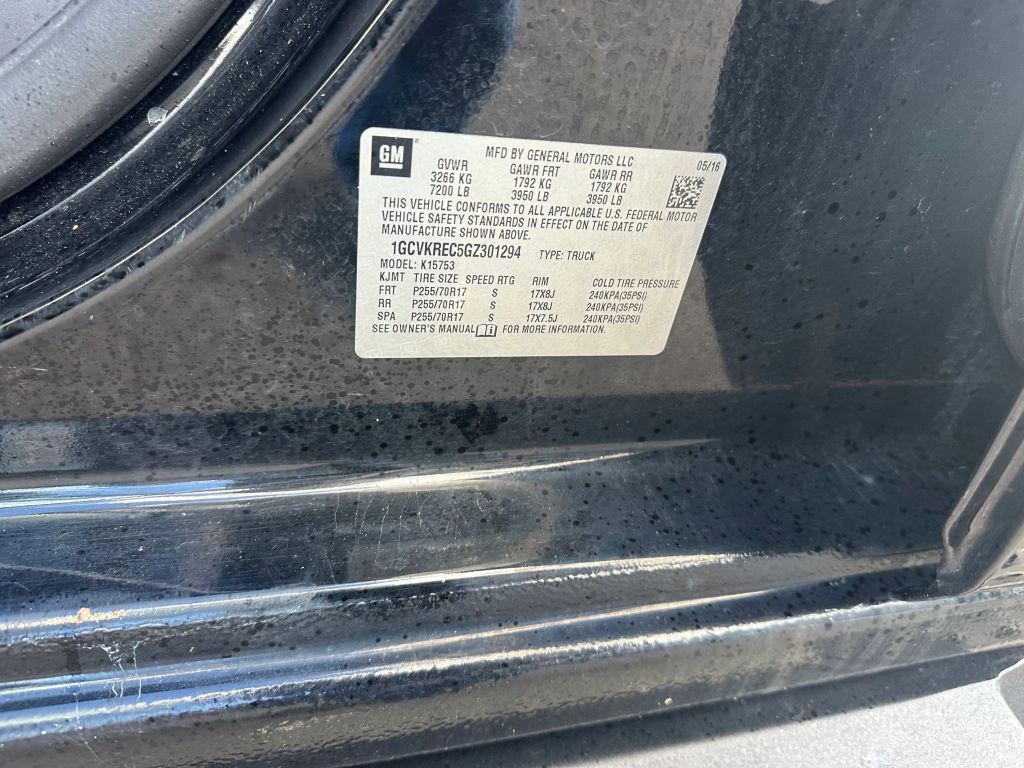 GM
MFD BY GENERAL MOTORS LLC 05/16
GVWR GAWR FRT GAWR RR
3266 KG 1792 KG 1792 KG
7200 LB 3950 LB 3950 LB
THIS VEHICLE CONFORMS TO ALL APPLICABLE U.S. FEDERAL MOTOR
VEHICLE SAFETY STANDARDS IN EFFECT ON THE DATE OF
MANUFACTURE SHOWN ABOVE.
1GCVKREC5GZ301294 TYPE: TRUCK
MODEL: K15753
KJMT TIRE SIZE SPEED RTG RIM COLD TIRE PRESSURE
FRT P255/70R17 S 17X8J 240KPA(35PSI)
RR P255/70R17 S 17X8J 240KPA(35PSI)
SPA P255/70R17 S 17X7.5J 240KPA(35PSI)
SEE OWNER'S MANUAL FOR MORE INFORMATION.